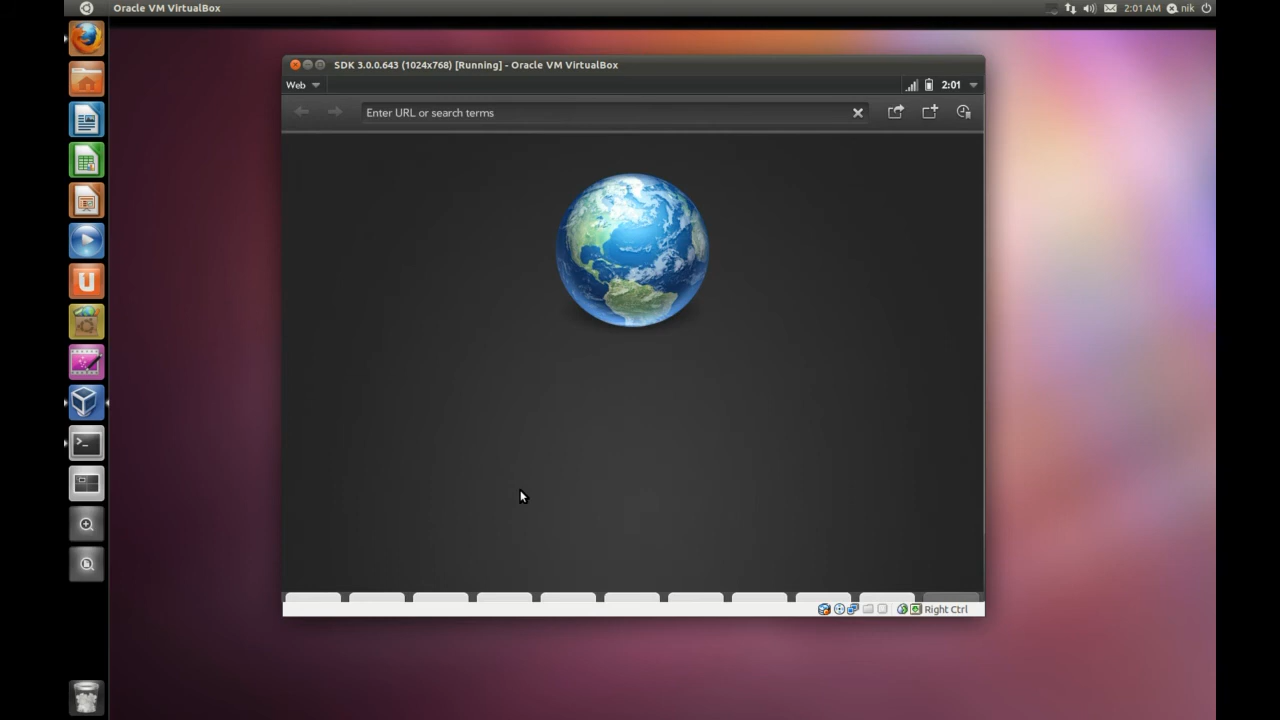 Oracle VM VirtualBox
2:01 AM nik
SDK 3.0.0.643 (1024x768) [Running] - Oracle VM VirtualBox
Web
2:01
Enter URL or search terms
Right Ctrl